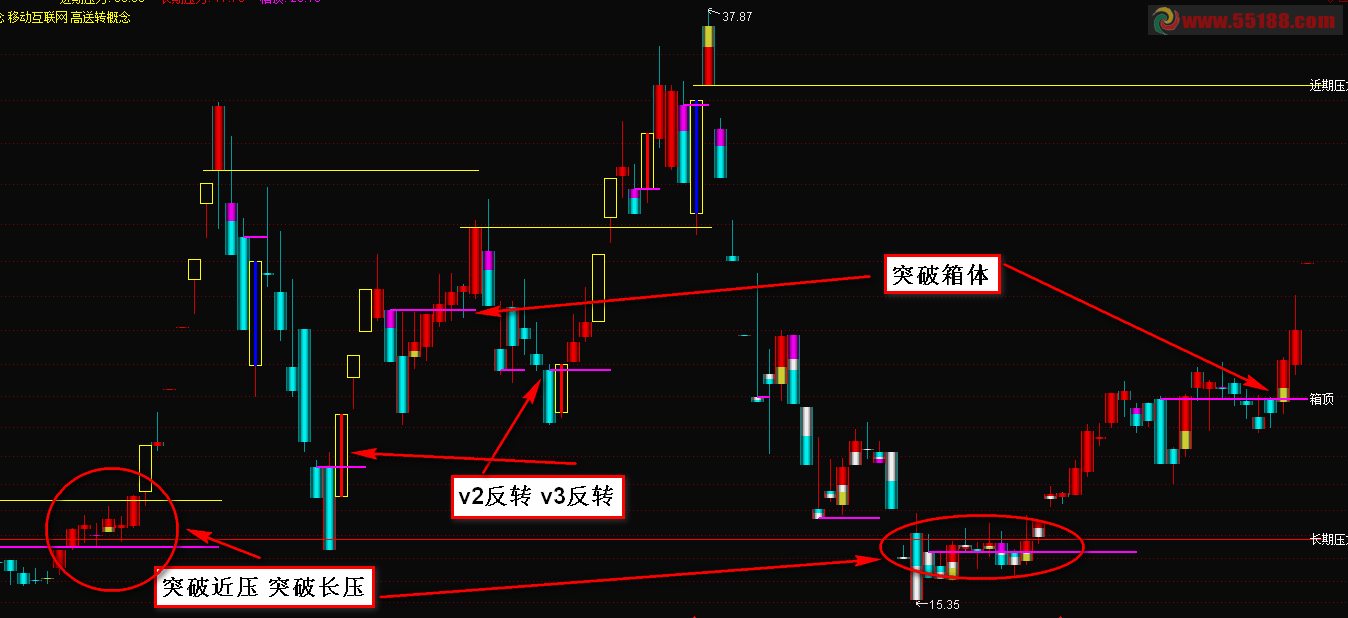 移动互联网 高送转概念
37.87
www.55188.com
近期压
突破箱体
箱顶
v2反转 v3反转
长期压
突破近压 突破长压
15.35